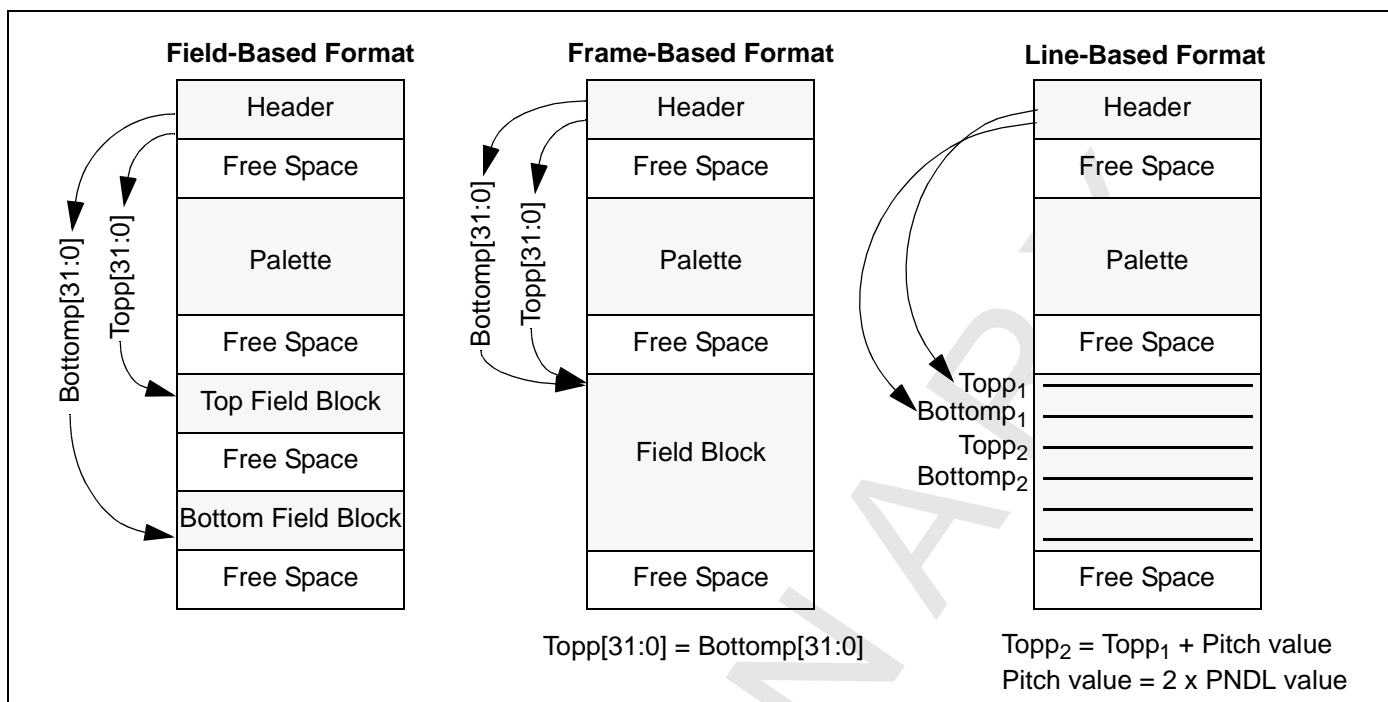 Field-Based Format
Header
Free Space
Palette
Free Space
Top Field Block
Free Space
Bottom Field Block
Free Space
Bottomp[31:0]
Topp[31:0]
Frame-Based Format
Header
Free Space
Palette
Free Space
Field Block
Free Space
Bottomp[31:0]
Topp[31:0]
Topp[31:0] = Bottomp[31:0]
Line-Based Format
Header
Free Space
Palette
Free Space
Topp1
Bottomp1
Topp2
Bottomp2
Free Space
Topp2 = Topp1 + Pitch value
Pitch value = 2 x PNDL value